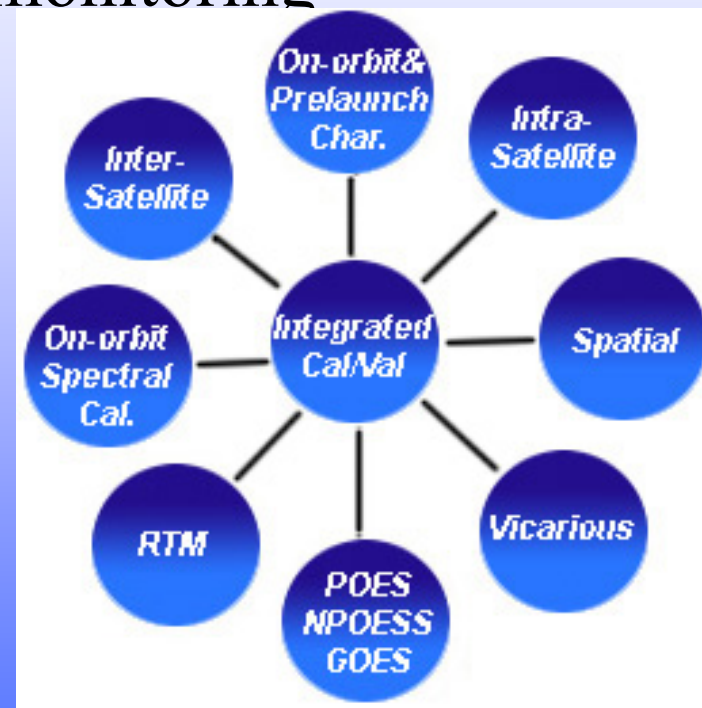 monitoring
On-orbit&
Prelaunch
Char.
Intra-
Satellite
Inter-
Satellite
Integrated
Cal/Val
Spatial
On-orbit
Spectral
Cal.
Vicarious
RTM
POES
NPOESS
GOES